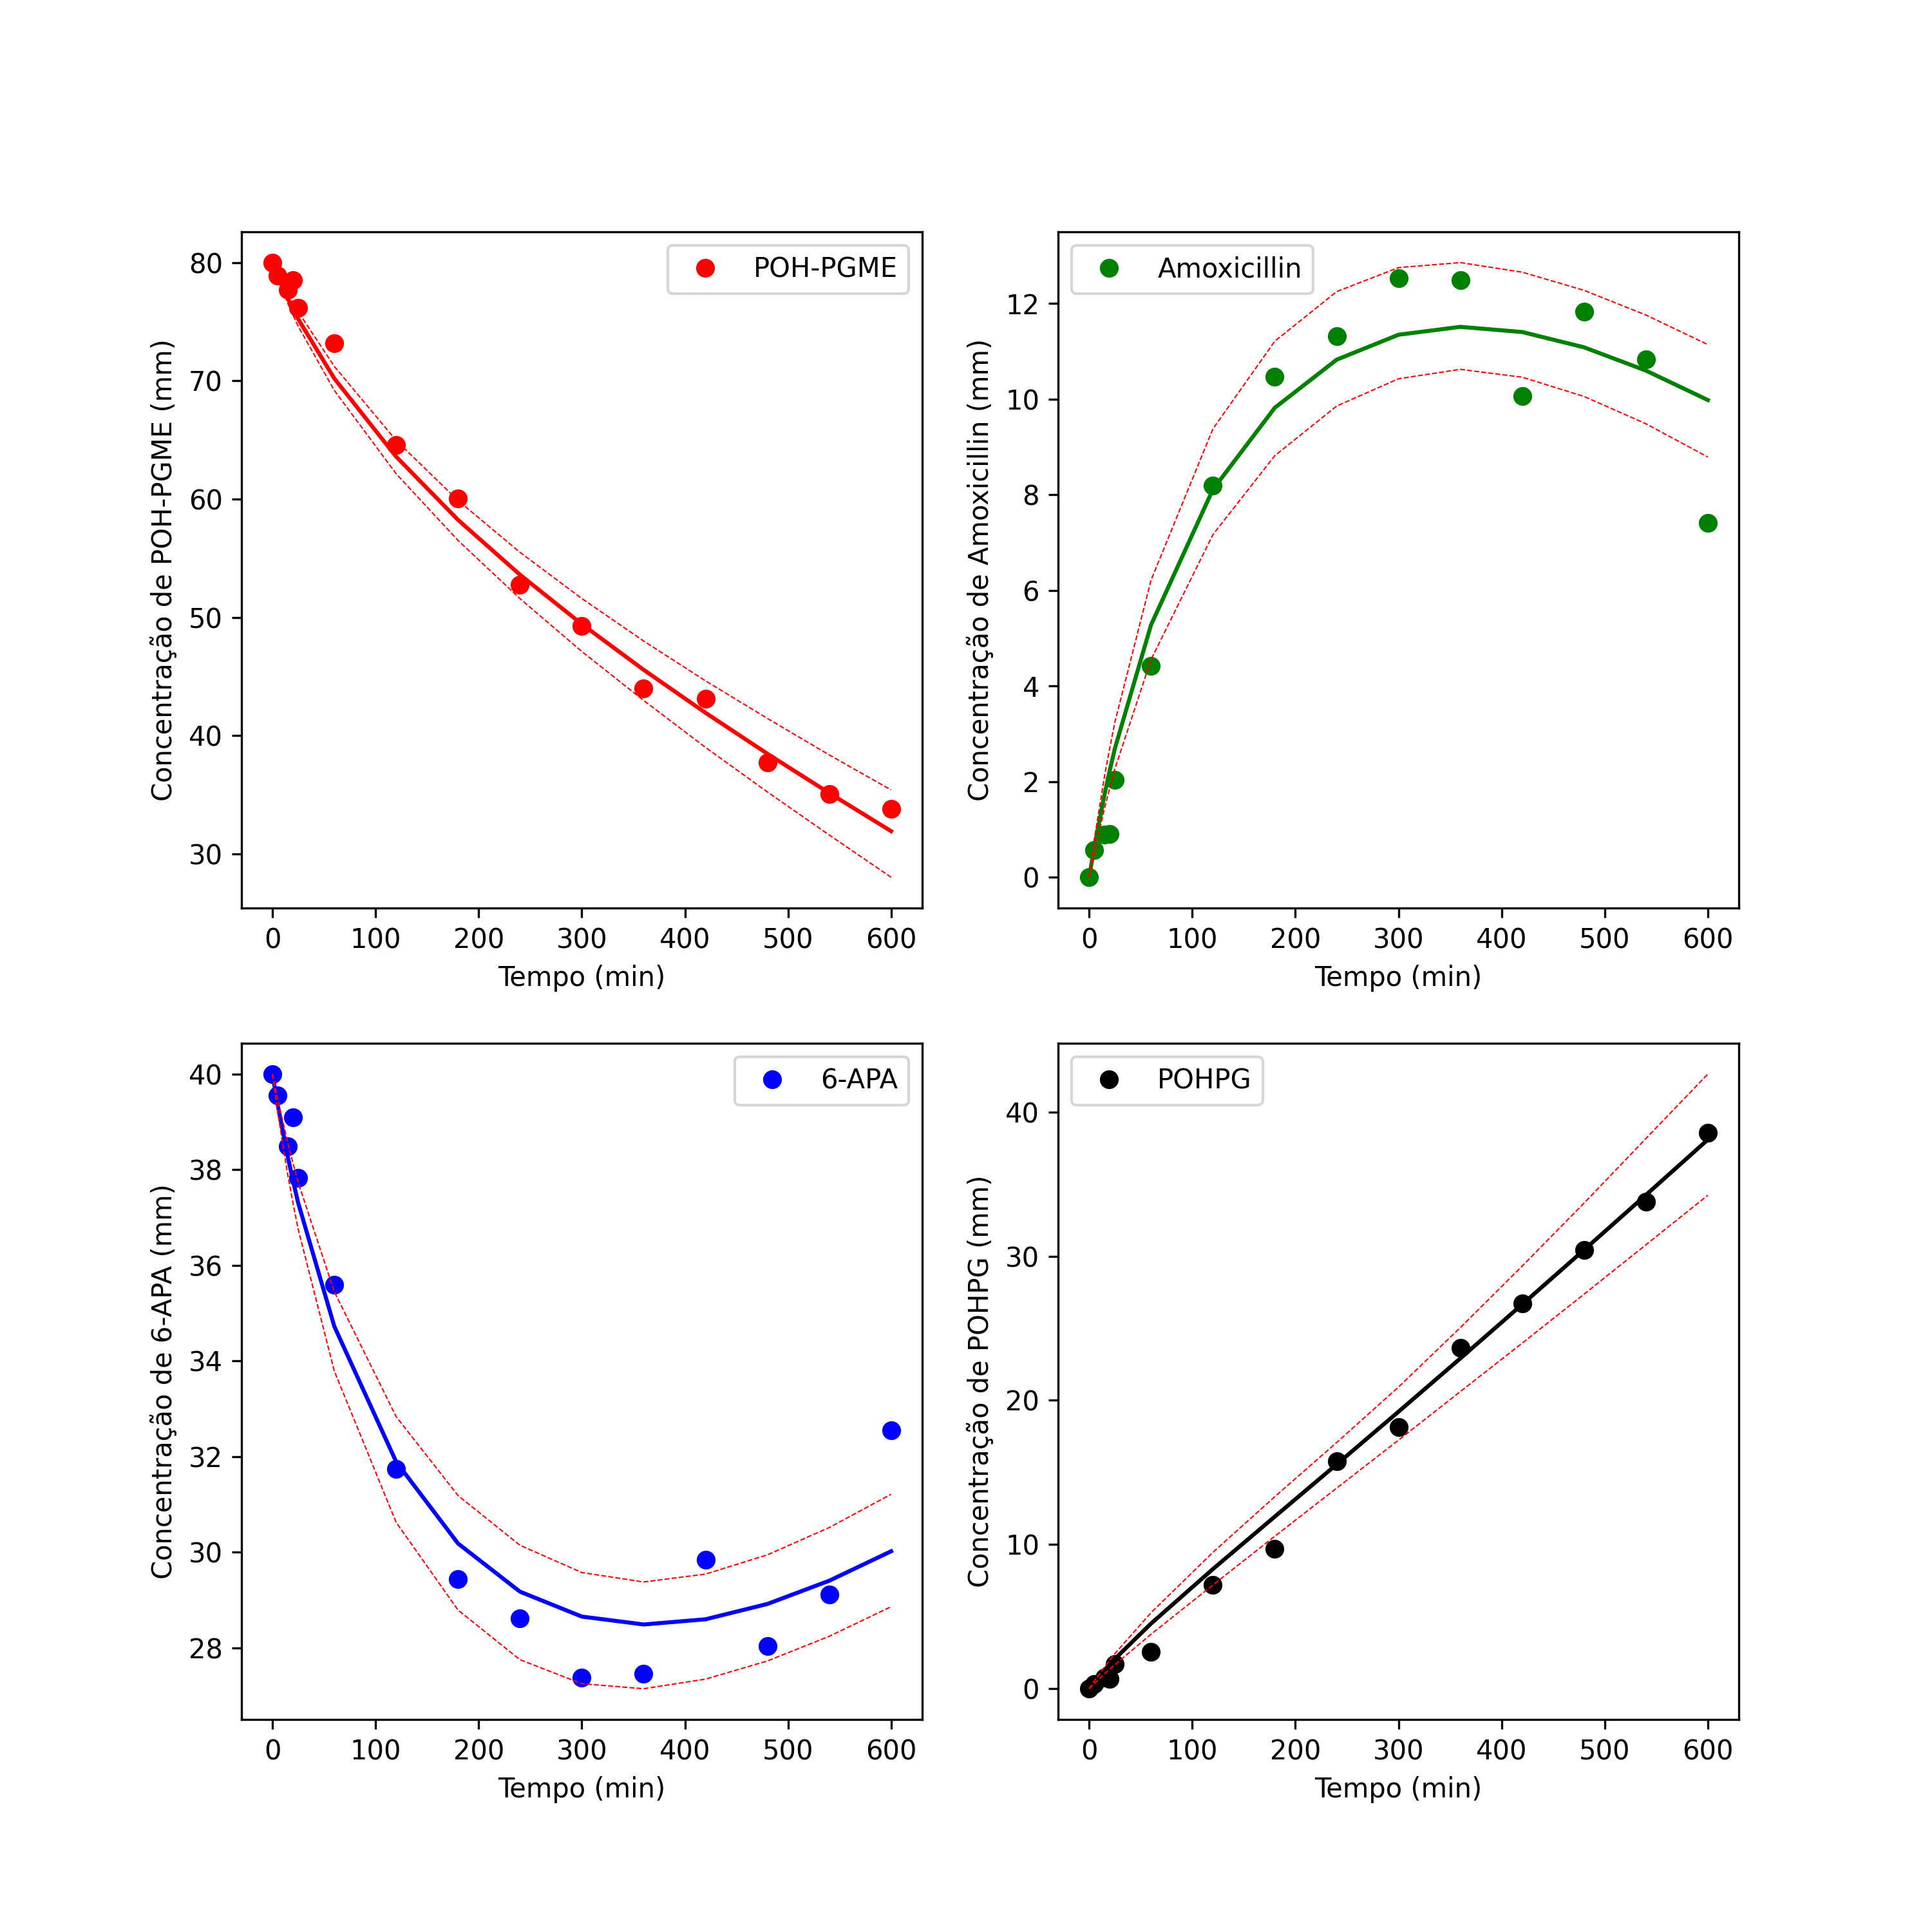 POH-PGME
Concentração de POH-PGME (mm)
80
70
60
50
40
30
0 100 200 300 400 500 600
Tempo (min)
Amoxicillin
Concentração de Amoxicillin (mm)
12
10
8
6
4
2
0
0 100 200 300 400 500 600
Tempo (min)
6-APA
Concentração de 6-APA (mm)
40
38
36
34
32
30
28
0 100 200 300 400 500 600
Tempo (min)
POHPG
Concentração de POHPG (mm)
40
30
20
10
0
0 100 200 300 400 500 600
Tempo (min)